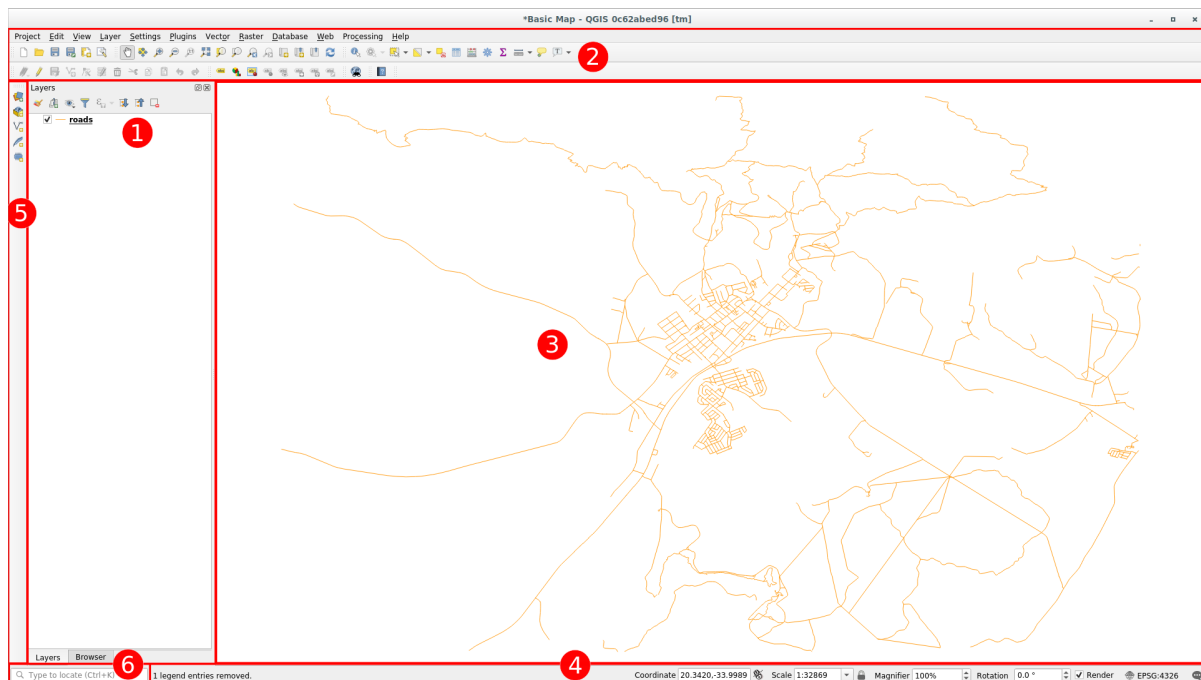 *Basic Map - QGIS 0c62abed96 [tm]
Project Edit View Layer Settings Plugins Vector Raster Database Web Processing Help
2
Layers
1
roads
5
3
Layers Browser
6
4
Type to locate (Ctrl+K)
1 legend entries removed.
Coordinate 20.3420,-33.9989 Scale 1:32869 Magnifier 100% Rotation 0.0 ° Render EPSG:4326